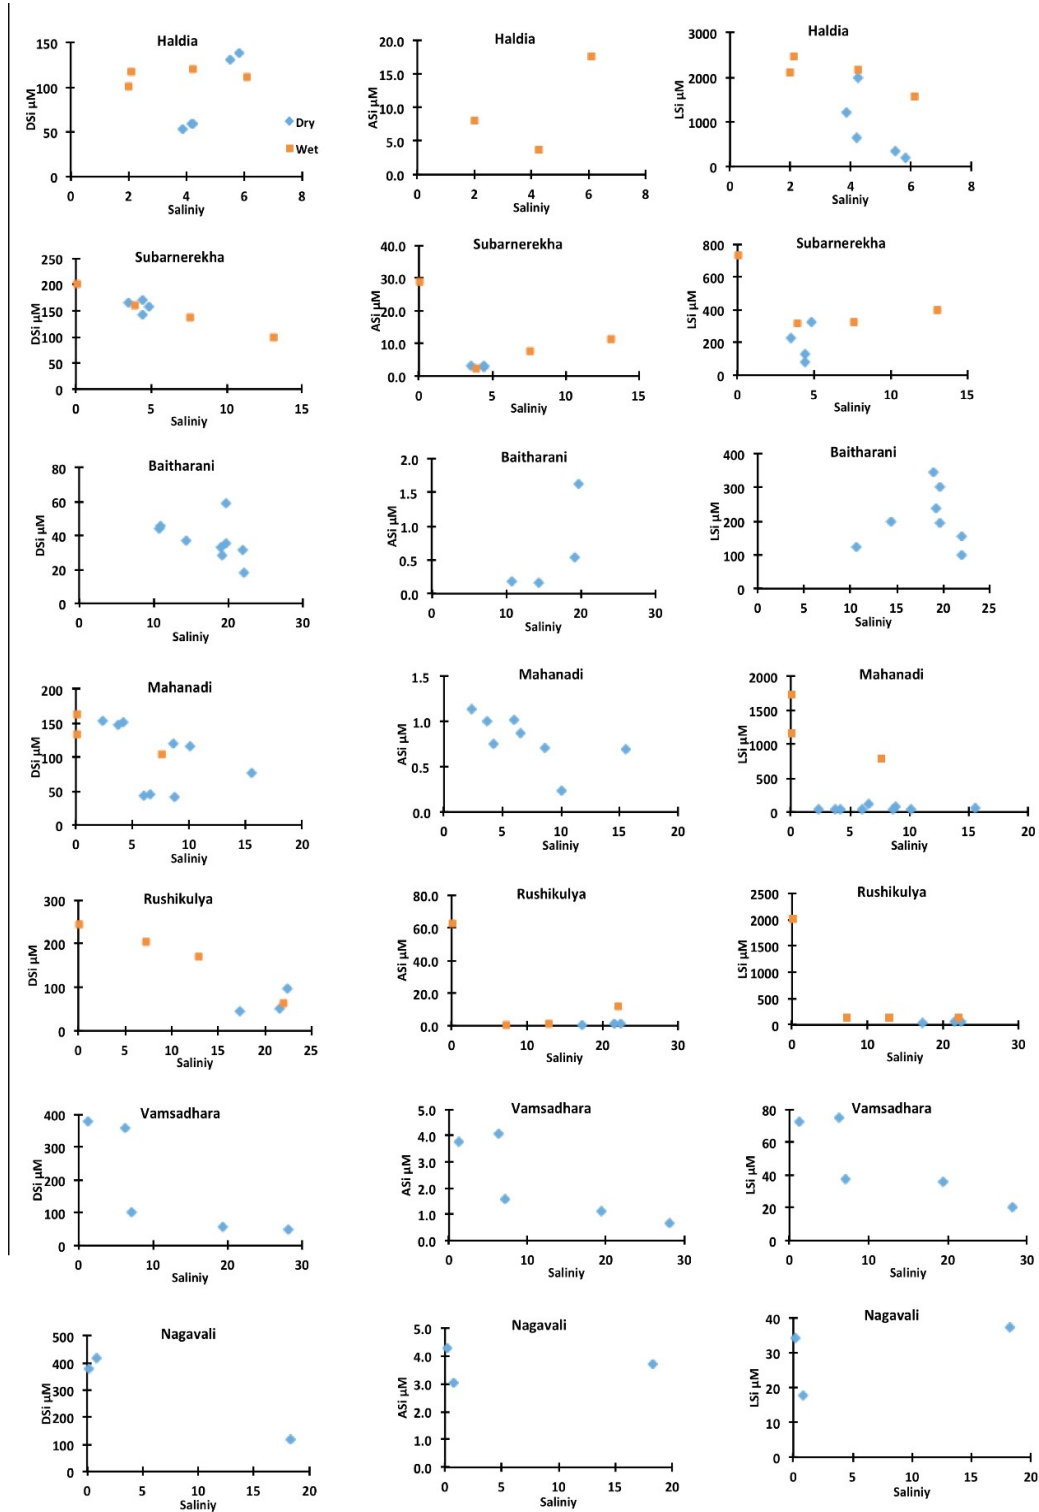 Haldia
DSi µM
150
100
50
0
0 2 4 6 8
Saliniy
Dry
Wet
Haldia
ASi µM
20.0
15.0
10.0
5.0
0.0
0 2 4 6 8
Saliniy
Haldia
LSi µM
3000
2000
1000
0
0 2 4 6 8
Saliniy
Subarnerekha
DSi µM
250
200
150
100
50
0
0 5 10 15
Saliniy
Subarnerekha
ASi µM
40.0
30.0
20.0
10.0
0.0
0 5 10 15
Saliniy
Subarnerekha
LSi µM
800
600
400
200
0
0 5 10 15
Saliniy
Baitharani
DSi µM
80
60
40
20
0
0 10 20 30
Saliniy
Baitharani
ASi µM
2.0
1.5
1.0
0.5
0.0
0 10 20 30
Saliniy
Baitharani
LSi µM
400
300
200
100
0
0 5 10 15 20 25
Saliniy
Mahanadi
DSi µM
200
150
100
50
0
0 5 10 15 20
Saliniy
Mahanadi
ASi µM
1.5
1.0
0.5
0.0
0 5 10 15 20
Saliniy
Mahanadi
LSi µM
2000
1500
1000
500
0
0 5 10 15 20
Saliniy
Rushikulya
DSi µM
300
200
100
0
0 5 10 15 20 25
Saliniy
Rushikulya
ASi µM
80.0
60.0
40.0
20.0
0.0
0 10 20 30
Saliniy
Rushikulya
LSi µM
2500
2000
1500
1000
500
0
0 10 20 30
Saliniy
Vamsadhara
DSi µM
400
300
200
100
0
0 10 20 30
Saliniy
Vamsadhara
ASi µM
5.0
4.0
3.0
2.0
1.0
0.0
0 5 10 15 20 25 30
Saliniy
Vamsadhara
LSi µM
80
60
40
20
0
0 10 20 30
Saliniy
Nagavali
DSi µM
500
400
300
200
100
0
0 5 10 15 20
Saliniy
Nagavali
ASi µM
5.0
4.0
3.0
2.0
1.0
0.0
0 5 10 15 20
Saliniy
Nagavali
LSi µM
40
30
20
10
0
0 5 10 15 20
Saliniy